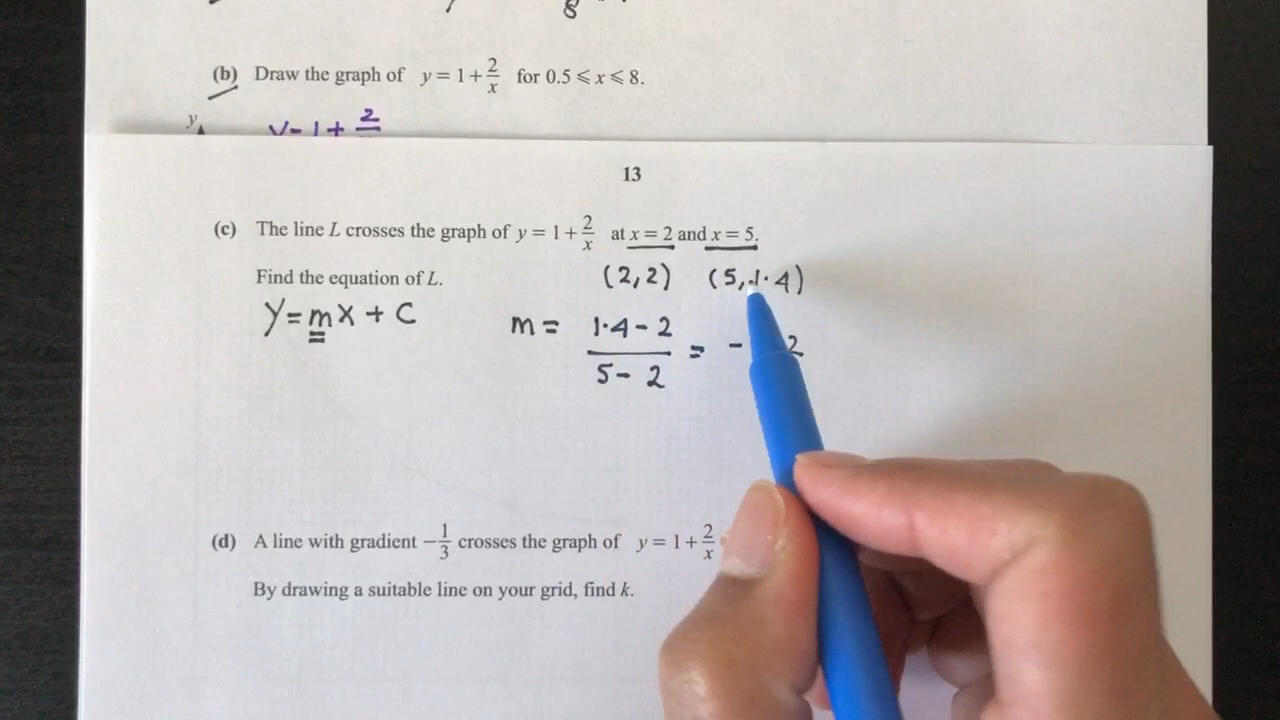 (b) Draw the graph of y = 1 + 2/x for 0.5 ⩽ x ⩽ 8.
y
y = 1 + 2
13
(c) The line L crosses the graph of y = 1 + 2/x at x = 2 and x = 5.
Find the equation of L. (2, 2) (5, 1·4)
y = mx + c m = 1·4 - 2 / 5 - 2 = - 2
(d) A line with gradient -1/3 crosses the graph of y = 1 + 2/x
By drawing a suitable line on your grid, find k.